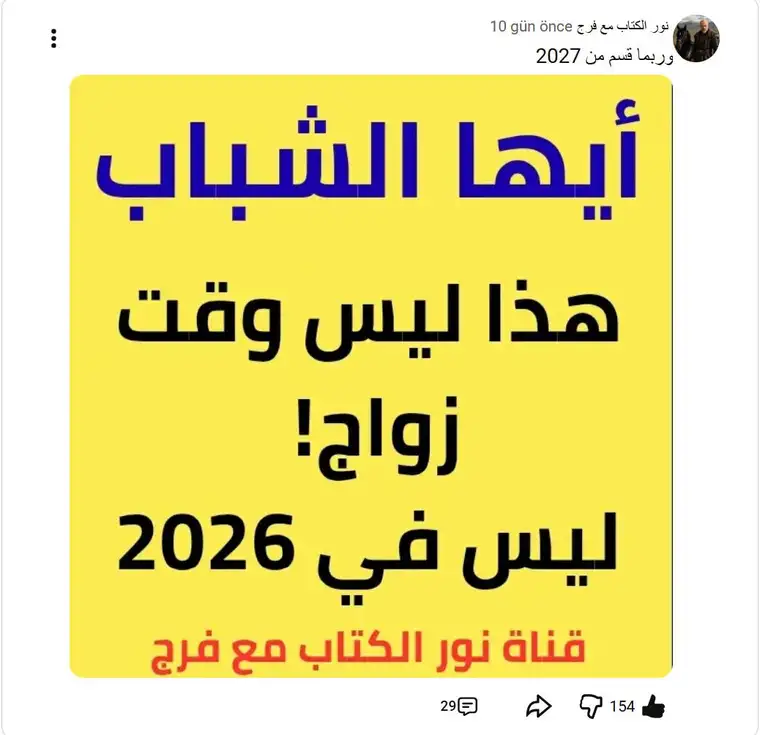 نور الكتاب مع فرج 10 gün önce
وربما قسم من 2027
أيها الشباب
هذا ليس وقت
زواج!
ليس في 2026
قناة نور الكتاب مع فرج
154
29